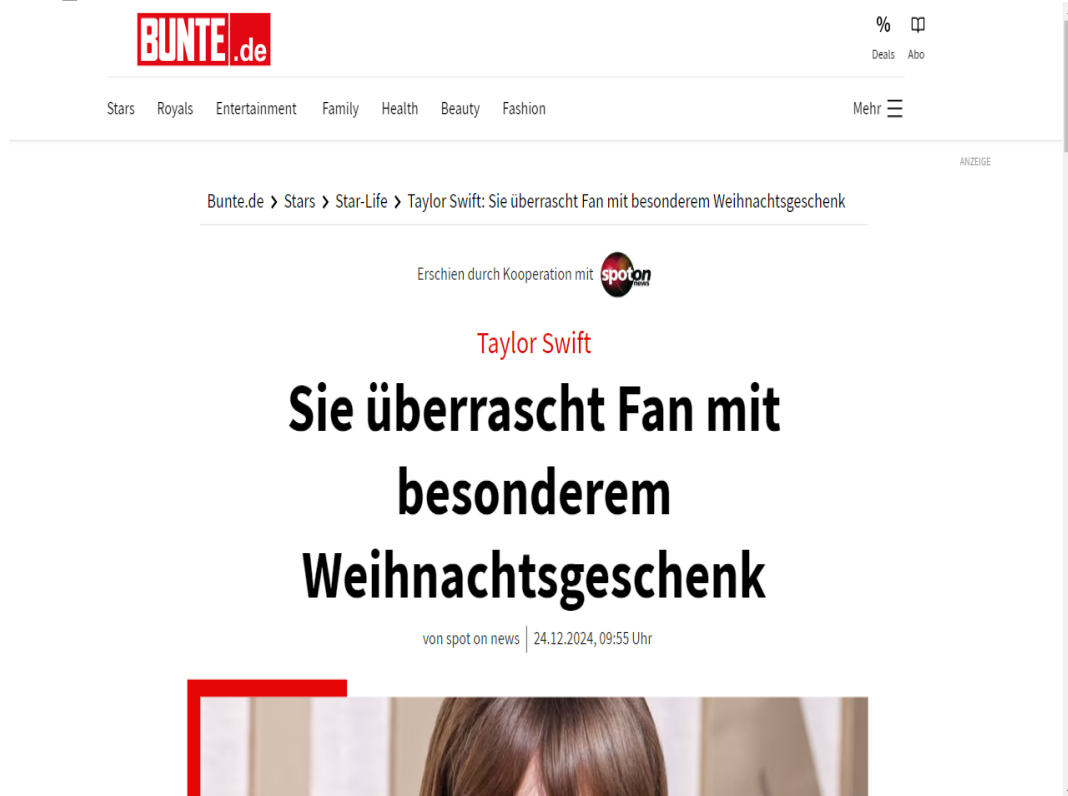 BUNTE.de
%
Deals Abo
Stars Royals Entertainment Family Health Beauty Fashion Mehr
ANZEIGE
Bunte.de > Stars > Star-Life > Taylor Swift: Sie überrascht Fan mit besonderem Weihnachtsgeschenk
Erschien durch Kooperation mit spot on news
Taylor Swift
Sie überrascht Fan mit
besonderem
Weihnachtsgeschenk
von spot on news | 24.12.2024, 09:55 Uhr